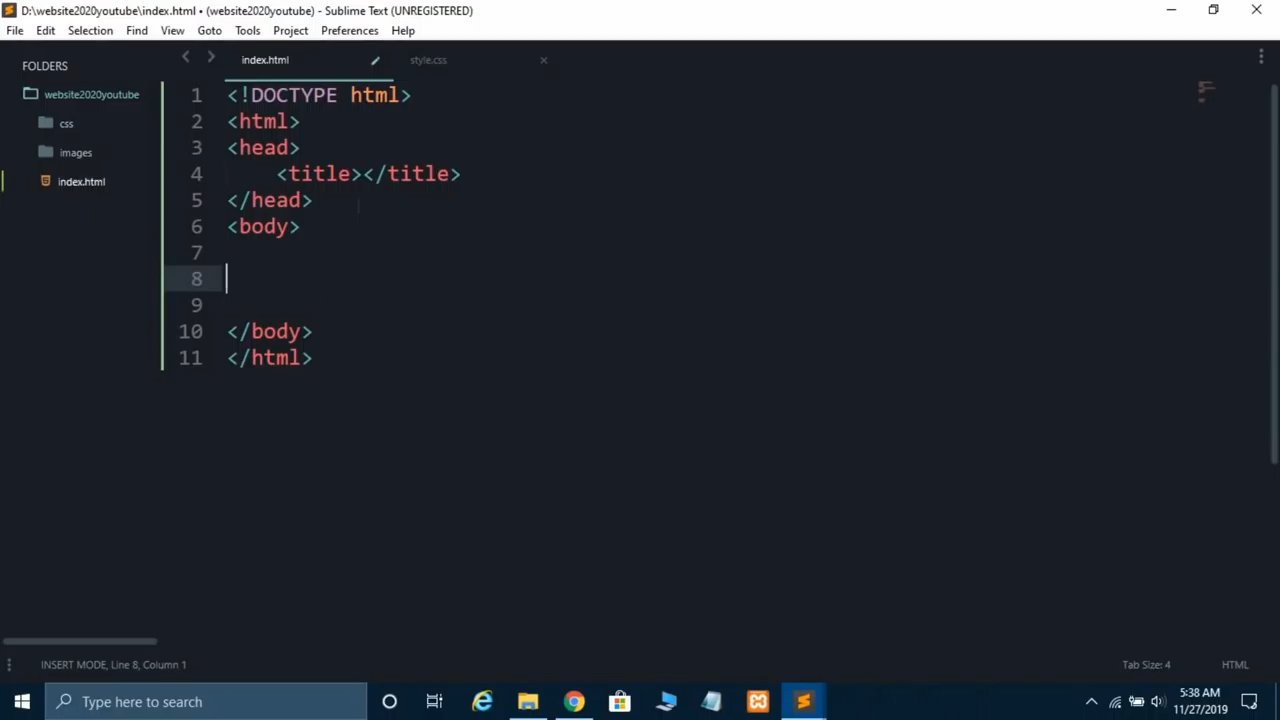 D:\website2020youtube\index.html • (website2020youtube) - Sublime Text (UNREGISTERED)
File Edit Selection View Find Goto Tools Project Preferences Help
FOLDERS
website2020youtube
css
images
index.html
index.html style.css
1 <!DOCTYPE html>
2 <html>
3 <head>
4 <title></title>
5 </head>
6 <body>
7
8
9
10 </body>
11 </html>
INSERT MODE, Line 8, Column 1 Tab Size: 4 HTML
Type here to search
5:38 AM
11/27/2019